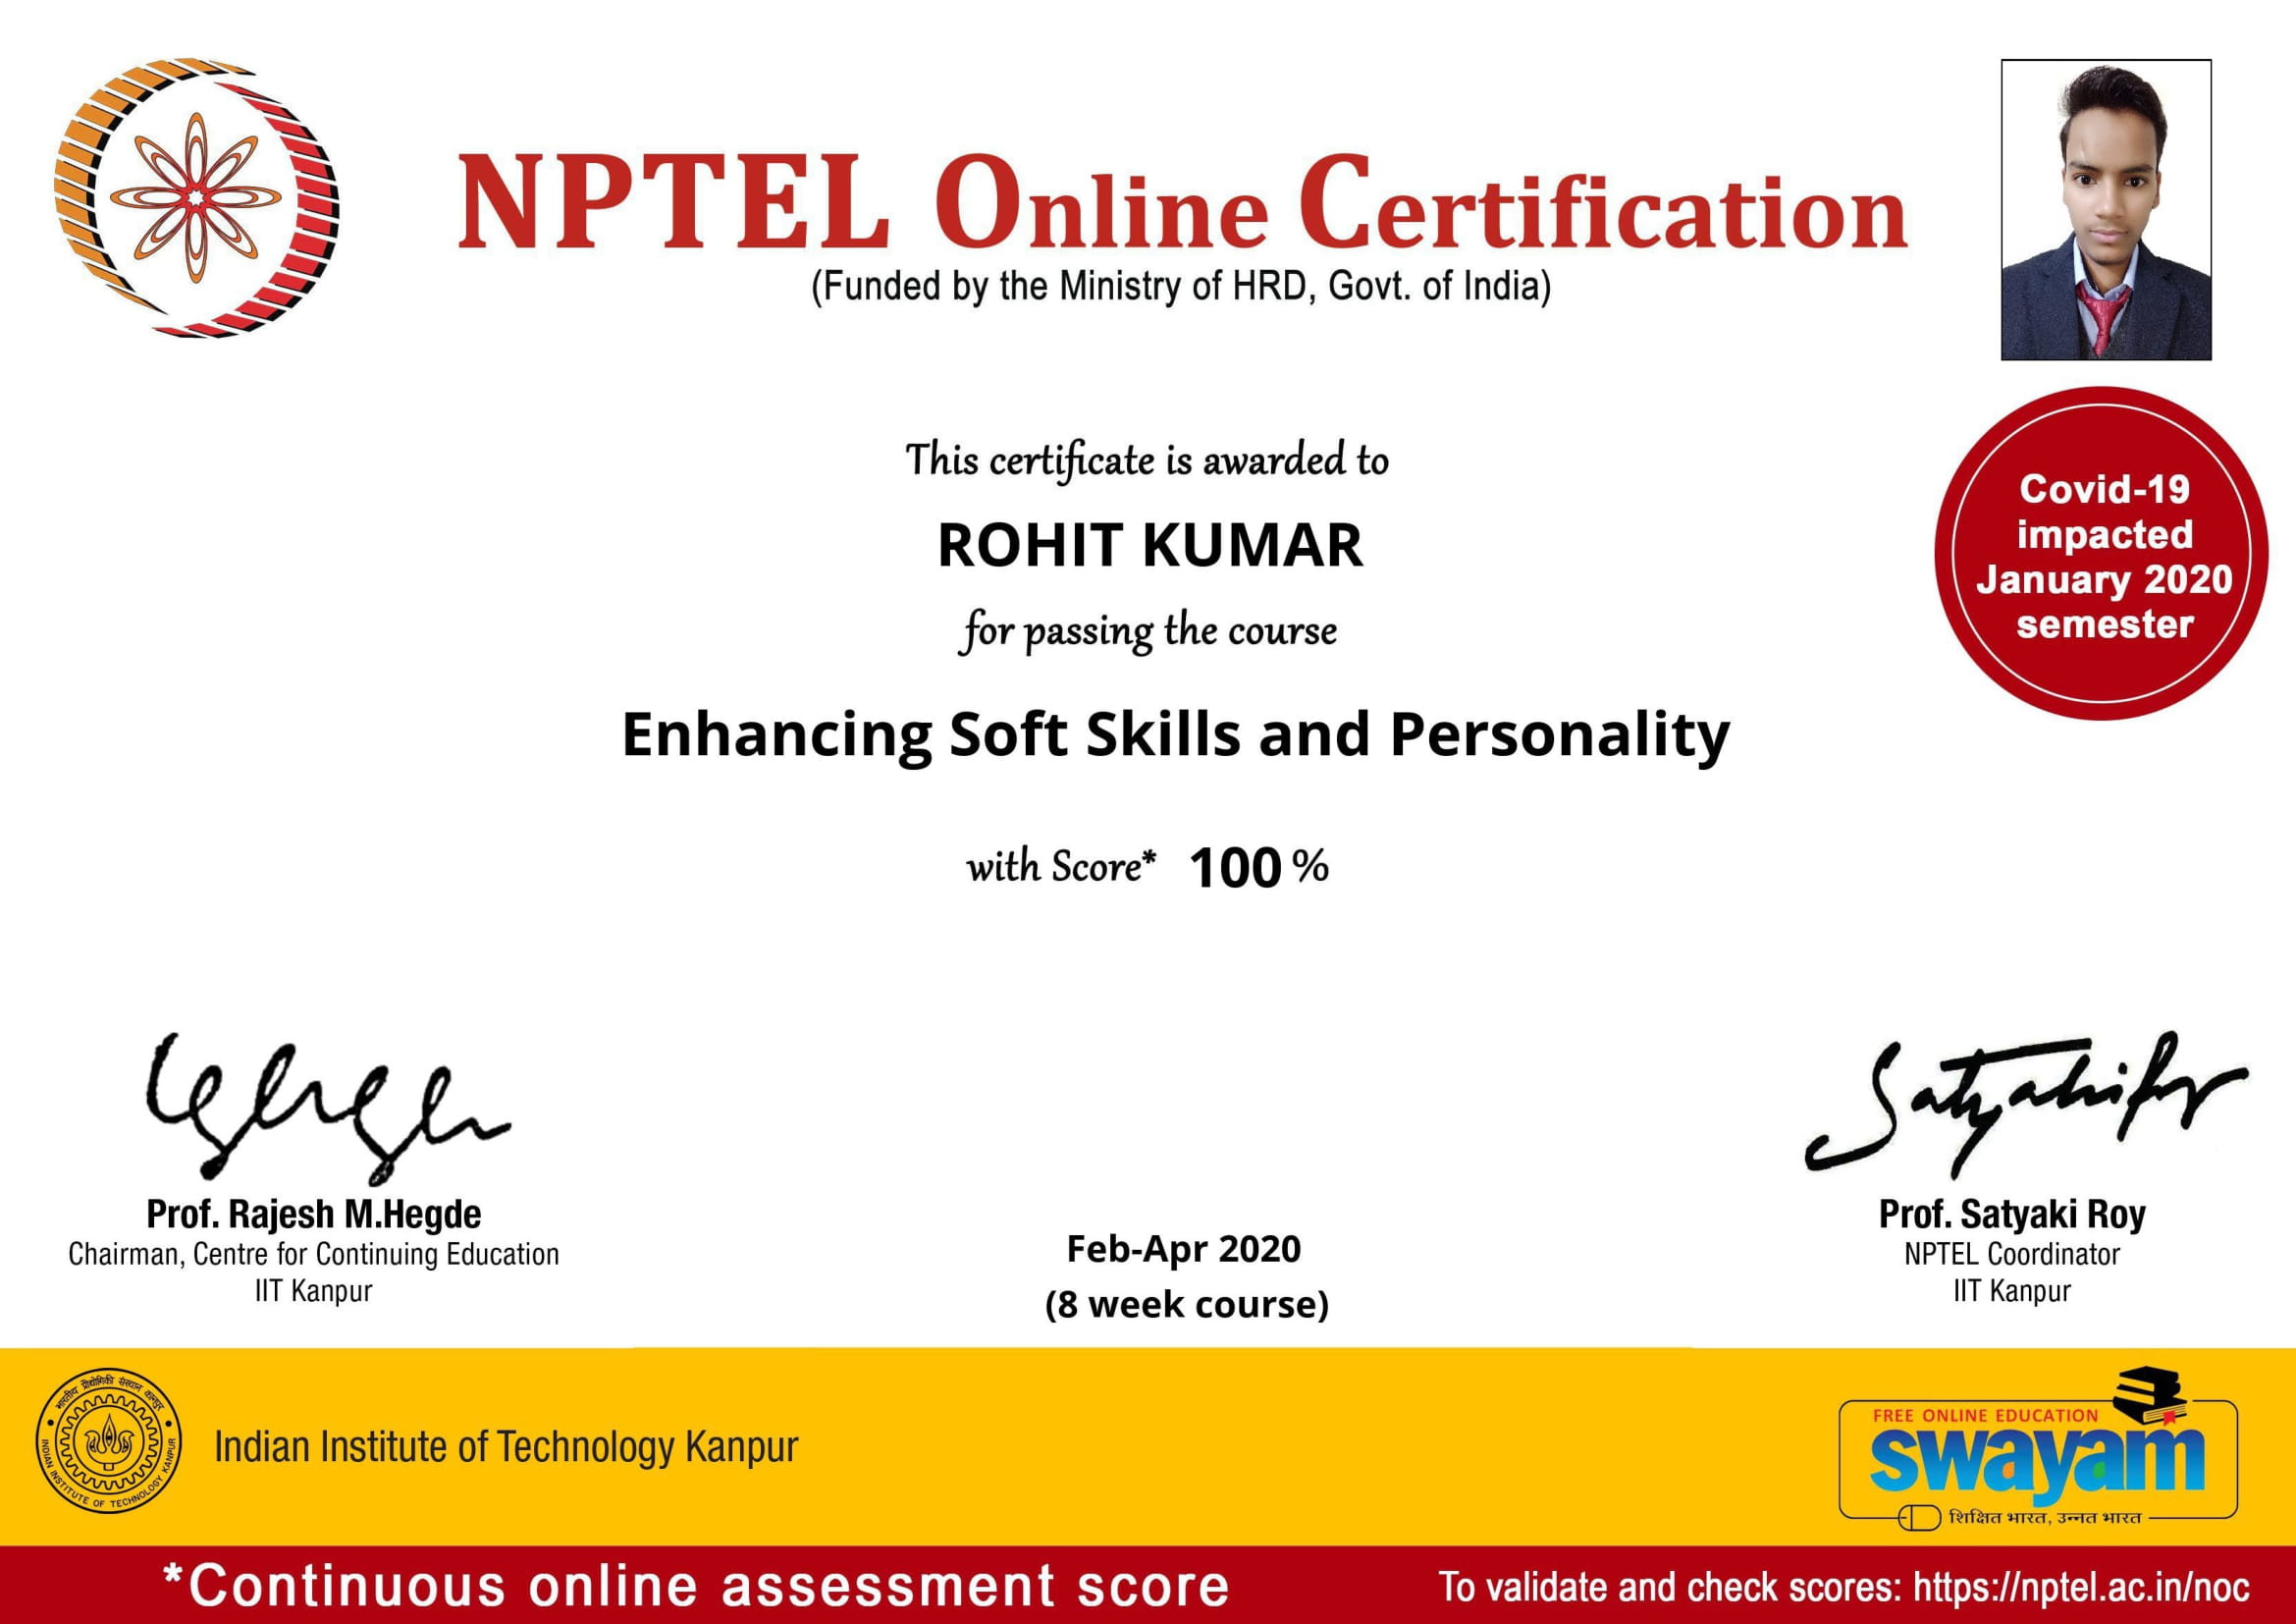 NPTEL Online Certification
(Funded by the Ministry of HRD, Govt. of India)
This certificate is awarded to
ROHIT KUMAR
for passing the course
Enhancing Soft Skills and Personality
with Score* 100 %
Covid-19
impacted
January 2020
semester
Prof. Rajesh M.Hegde
Chairman, Centre for Continuing Education
IIT Kanpur
Feb-Apr 2020
(8 week course)
Prof. Satyaki Roy
NPTEL Coordinator
IIT Kanpur
भारतीय प्रौद्योगिकी संस्थान कानपुर
INDIAN INSTITUTE OF TECHNOLOGY KANPUR
Indian Institute of Technology Kanpur
FREE ONLINE EDUCATION
swayam
शिक्षित भारत, उन्नत भारत
*Continuous online assessment score
To validate and check scores: https://nptel.ac.in/noc